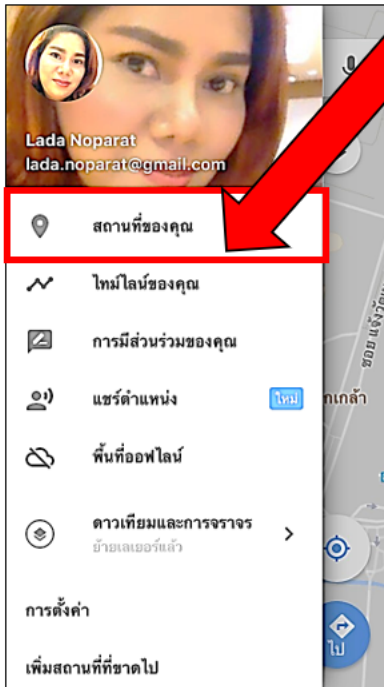 Lada Noparat
lada.noparat@gmail.com
สถานที่ของคุณ
ไทม์ไลน์ของคุณ
การมีส่วนร่วมของคุณ
แชร์ตำแหน่ง
ใหม่
พื้นที่ออฟไลน์
ดาวเทียมและการจราจร
ย้ายเลเยอร์แล้ว
การตั้งค่า
เพิ่มสถานที่ที่ขาดไป
กเกล้า
ไป